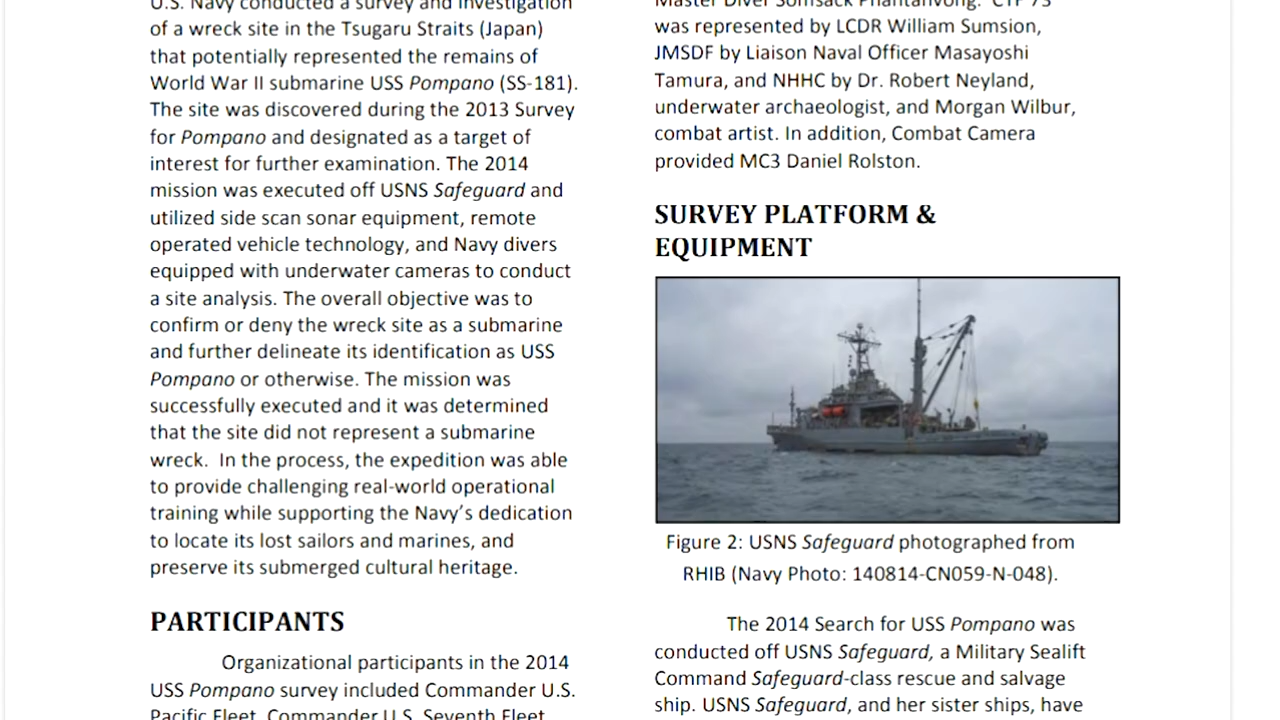 U.S. Navy conducted a survey and investigation
of a wreck site in the Tsugaru Straits (Japan)
that potentially represented the remains of
World War II submarine USS Pompano (SS-181).
The site was discovered during the 2013 Survey
for Pompano and designated as a target of
interest for further examination. The 2014
mission was executed off USNS Safeguard and
utilized side scan sonar equipment, remote
operated vehicle technology, and Navy divers
equipped with underwater cameras to conduct
a site analysis. The overall objective was to
confirm or deny the wreck site as a submarine
and further delineate its identification as USS
Pompano or otherwise. The mission was
successfully executed and it was determined
that the site did not represent a submarine
wreck.  In the process, the expedition was able
to provide challenging real-world operational
training while supporting the Navy’s dedication
to locate its lost sailors and marines, and
preserve its submerged cultural heritage.
PARTICIPANTS
Organizational participants in the 2014
USS Pompano survey included Commander U.S.
Pacific Fleet, Commander U.S. Seventh Fleet,
Master Diver Somsack Phanthavong.  CTF 73
was represented by LCDR William Sumsion,
JMSDF by Liaison Naval Officer Masayoshi
Tamura, and NHHC by Dr. Robert Neyland,
underwater archaeologist, and Morgan Wilbur,
combat artist. In addition, Combat Camera
provided MC3 Daniel Rolston.
SURVEY PLATFORM &
EQUIPMENT
Figure 2: USNS Safeguard photographed from
RHIB (Navy Photo: 140814-CN059-N-048).
The 2014 Search for USS Pompano was
conducted off USNS Safeguard, a Military Sealift
Command Safeguard-class rescue and salvage
ship. USNS Safeguard, and her sister ships, have